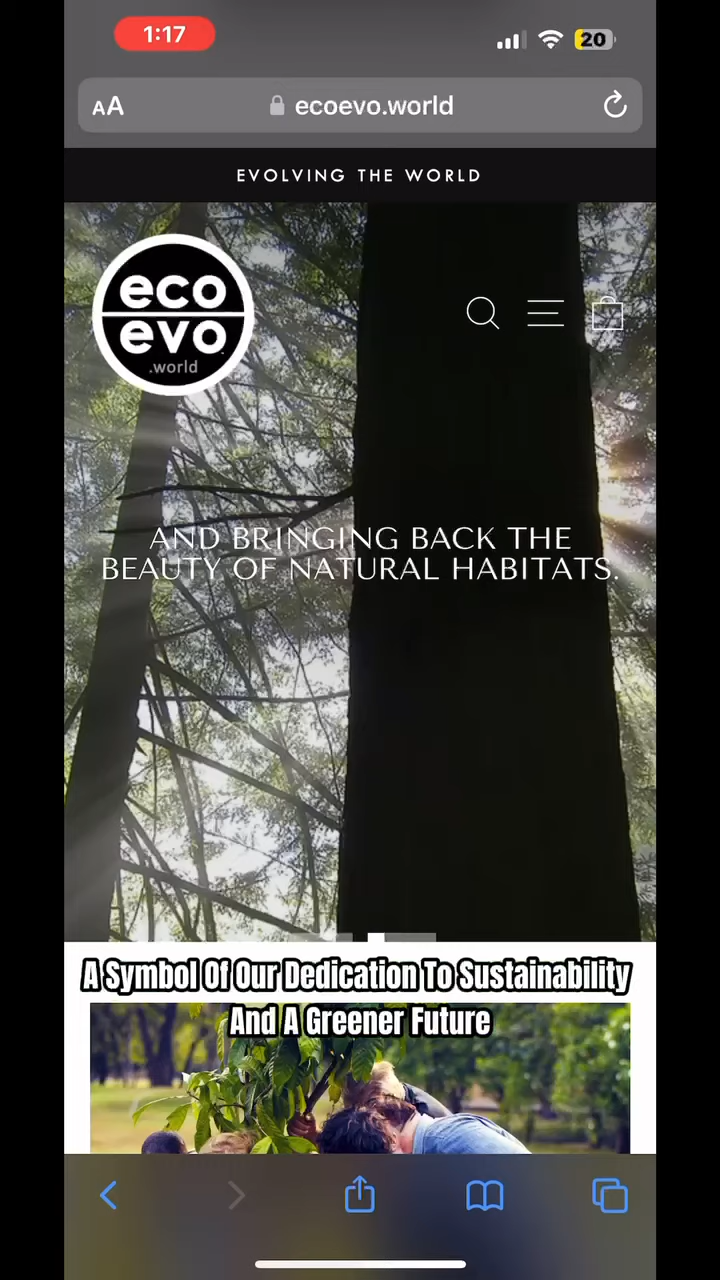 1:17
20
AA
ecoevo.world
EVOLVING THE WORLD
eco
evo
.world
AND BRINGING BACK THE
BEAUTY OF NATURAL HABITATS.
A Symbol Of Our Dedication To Sustainability
And A Greener Future